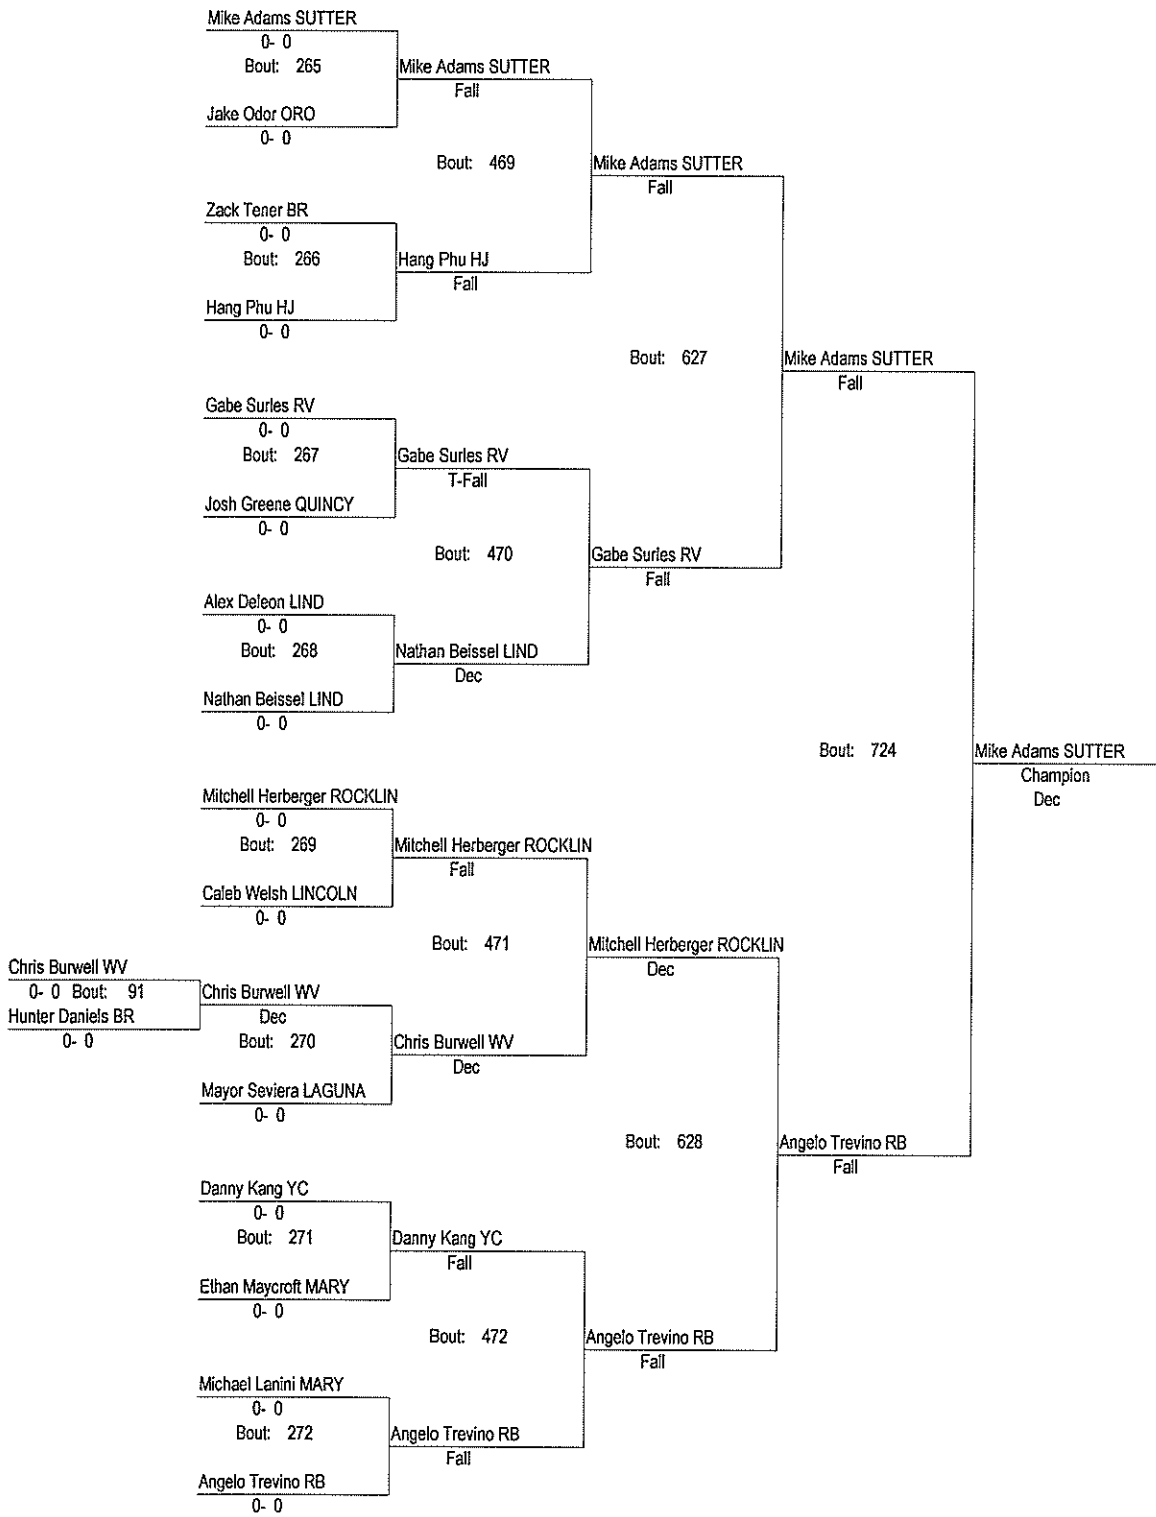 Mike Adams SUTTER
0- 0
Bout: 265
Mike Adams SUTTER
Fall
Jake Odor ORO
0- 0
Bout: 469
Mike Adams SUTTER
Fall
Zack Tener BR
0- 0
Bout: 266
Hang Phu HJ
Fall
Hang Phu HJ
0- 0
Bout: 627
Mike Adams SUTTER
Fall
Gabe Surles RV
0- 0
Bout: 267
Gabe Surles RV
T-Fall
Josh Greene QUINCY
0- 0
Bout: 470
Gabe Surles RV
Fall
Alex Deleon LIND
0- 0
Bout: 268
Nathan Beissel LIND
Dec
Nathan Beissel LIND
0- 0
Bout: 724
Mike Adams SUTTER
Champion
Dec
Mitchell Herberger ROCKLIN
0- 0
Bout: 269
Mitchell Herberger ROCKLIN
Fall
Caleb Welsh LINCOLN
0- 0
Bout: 471
Mitchell Herberger ROCKLIN
Dec
Chris Burwell WV
0- 0 Bout: 91
Hunter Daniels BR
0- 0
Chris Burwell WV
Dec
Bout: 270
Chris Burwell WV
Dec
Mayor Seviera LAGUNA
0- 0
Bout: 628
Angelo Trevino RB
Fall
Danny Kang YC
0- 0
Bout: 271
Danny Kang YC
Fall
Ethan Maycroft MARY
0- 0
Bout: 472
Angelo Trevino RB
Fall
Michael Lanini MARY
0- 0
Bout: 272
Angelo Trevino RB
Fall
Angelo Trevino RB
0- 0